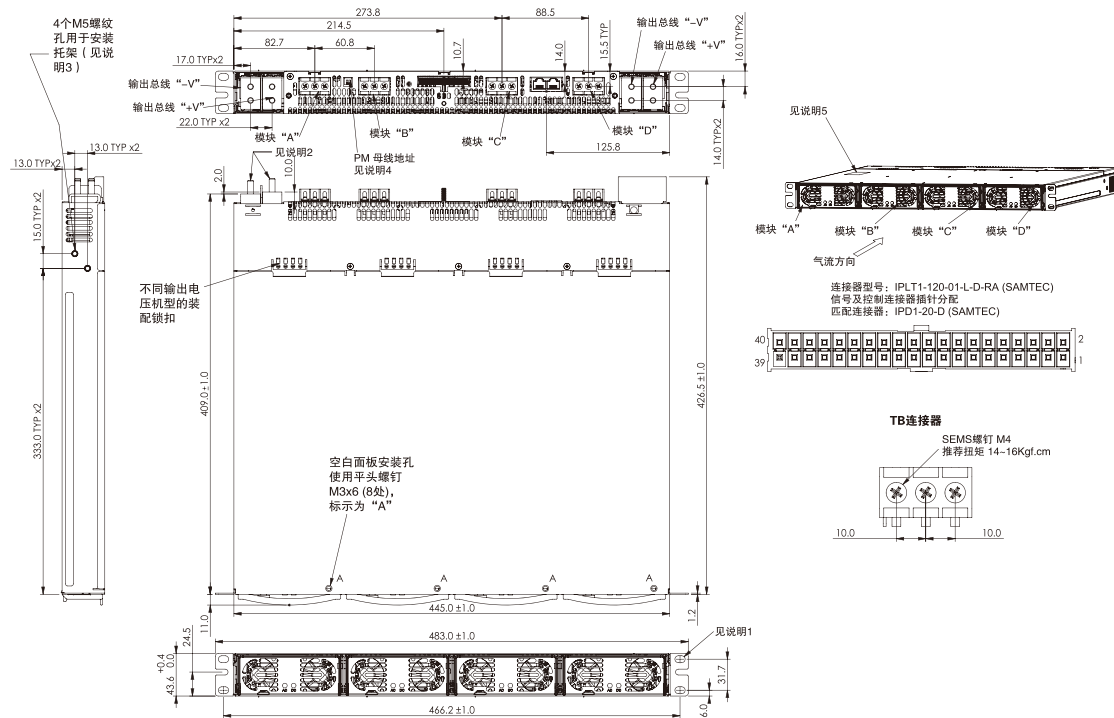 4个M5螺纹
孔用于安装
托架（见说
明3）
273.8
88.5
214.5
82.7
60.8
10.7
14.0
15.5 TYP
16.0 TYPx2
17.0 TYPx2
输出总线 “-V”
输出总线 “+V”
22.0 TYPx2
输出总线 “−V”
输出总线 “+V”
模块 “A”
模块 “B”
模块 “C”
模块 “D”
14.0 TYPx2
125.8
PM 母线地址
见说明4
见说明2
10.0
2.0
13.0 TYP x2
13.0 TYPx2
15.0 TYP x2
333.0 TYP x2
不同输出电
压机型的装
配锁扣
409.0±1.0
426.5 ±1.0
空白面板安装孔
使用平头螺钉
M3x6 (8处),
标示为 “A”
A
A
A
A
445.0 ±1.0
11.0
1.2
483.0 ±1.0
见说明1
24.5
+0.4
0.0
43.6
31.7
6.0
466.2 ±1.0
见说明5
模块 “A”
模块 “B”
模块 “C”
模块 “D”
气流方向
连接器型号: IPLT1-120-01-L-D-RA (SAMTEC)
信号及控制连接器插针分配
匹配连接器: IPD1-20-D (SAMTEC)
40
2
39
1
TB连接器
SEMS螺钉 M4
推荐扭矩 14~16Kgf.cm
10.0
10.0